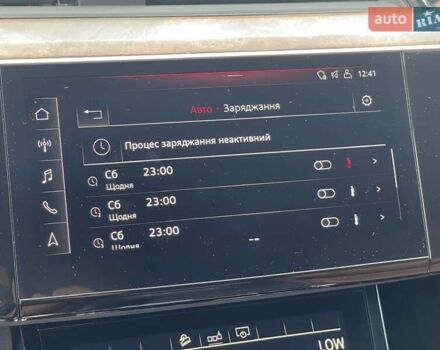 auto
RIA
12:41
Авто · Заряджання
Процес заряджання неактивний
Сб 23:00
Щодня
Сб 23:00
Щодня
Сб 23:00
Щодня
--
LOW